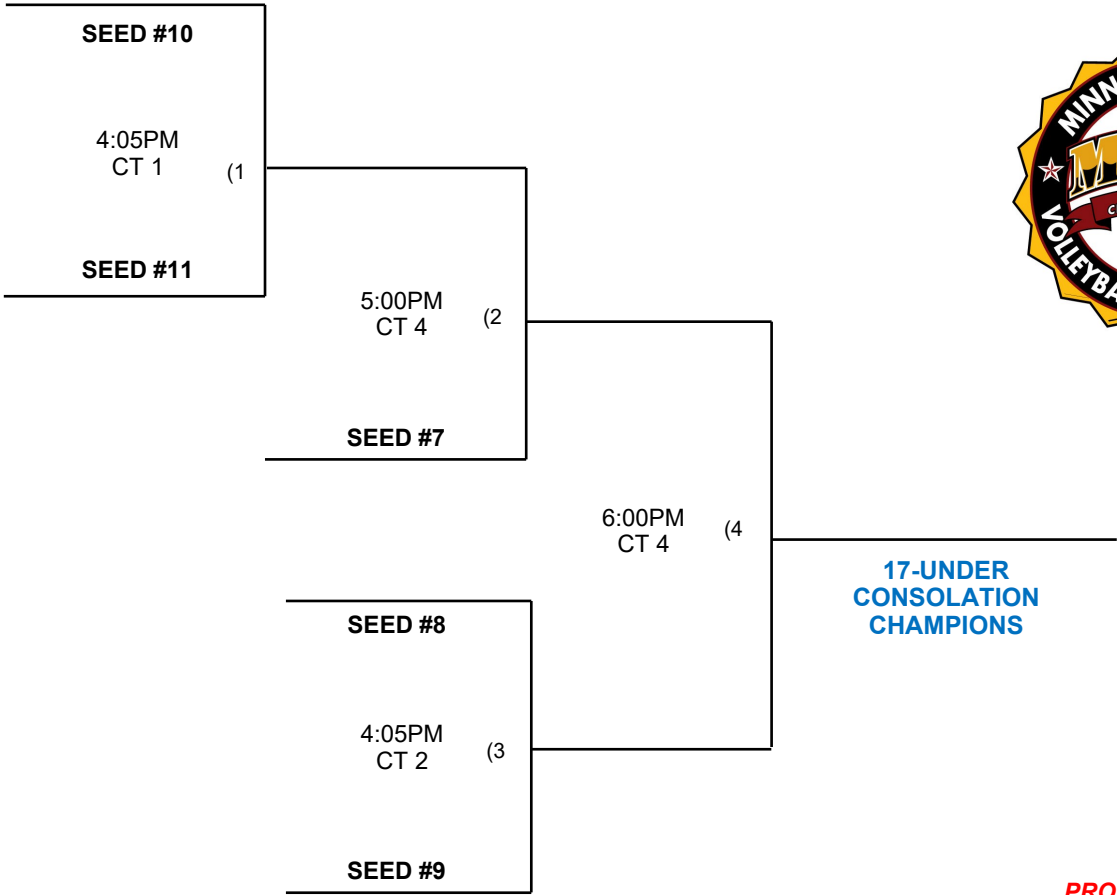 SEED #10
4:05PM
CT 1
(1
SEED #11
5:00PM
CT 4
(2
SEED #7
6:00PM
CT 4
(4
17-UNDER
CONSOLATION
CHAMPIONS
SEED #8
4:05PM
CT 2
(3
SEED #9